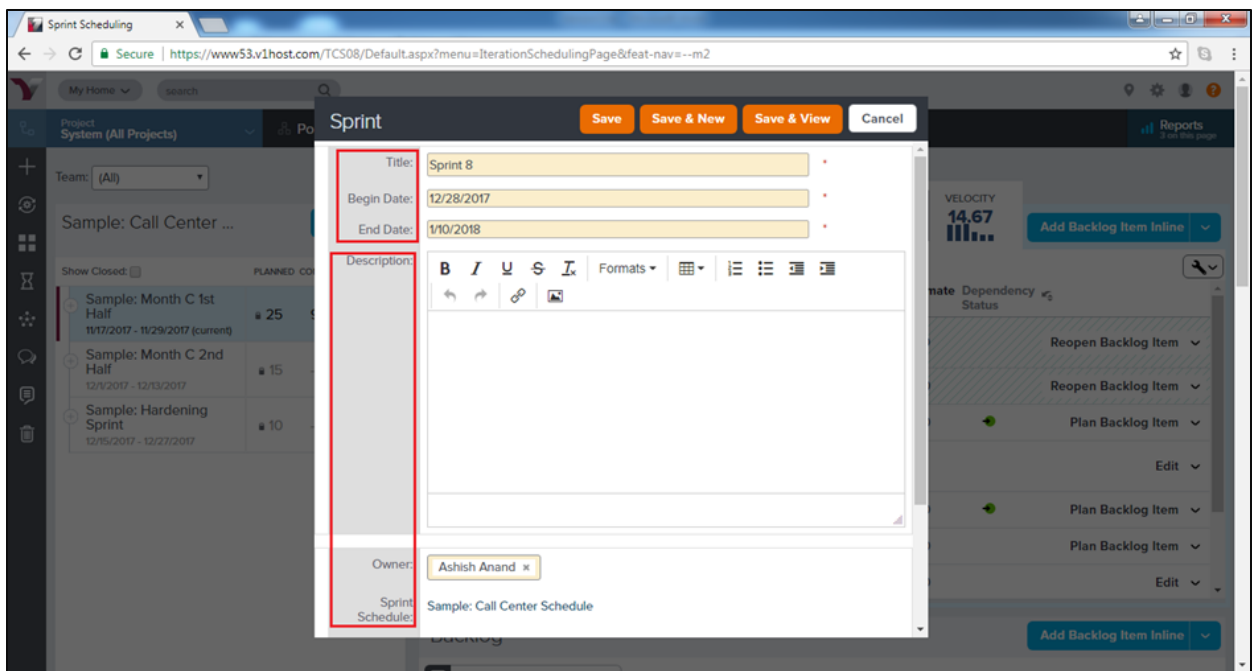 Sprint Scheduling
Secure | https://www53.v1host.com/TCS08/Default.aspx?menu=IterationSchedulingPage&feat-nav=--m2
My Home
search
Project
System (All Projects)
Po
Reports
3 on this page
Sprint
Save
Save & New
Save & View
Cancel
Team: (All)
Sample: Call Center ...
Show Closed:
PLANNED
Sample: Month C 1st
Half
11/17/2017 - 11/29/2017 (current)
25
Sample: Month C 2nd
Half
12/1/2017 - 12/13/2017
15
Sample: Hardening
Sprint
12/15/2017 - 12/27/2017
10
Title: Sprint 8 *
Begin Date: 12/28/2017 *
End Date: 1/10/2018 *
Description:
B I U S Ix Formats
Owner: Ashish Anand ×
Sprint
Schedule:
Sample: Call Center Schedule
VELOCITY
14.67
Add Backlog Item Inline
Dependency
Status
Reopen Backlog Item
Reopen Backlog Item
Plan Backlog Item
Edit
Plan Backlog Item
Plan Backlog Item
Edit
Backlog
Add Backlog Item Inline